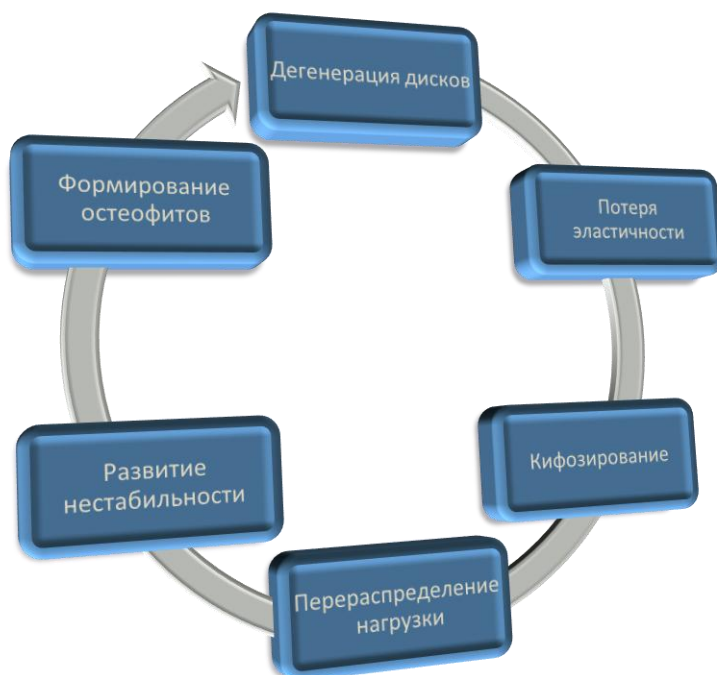 Дегенерация дисков
Потеря
эластичности
Кифозирование
Перераспределение
нагрузки
Развитие
нестабильности
Формирование
остеофитов